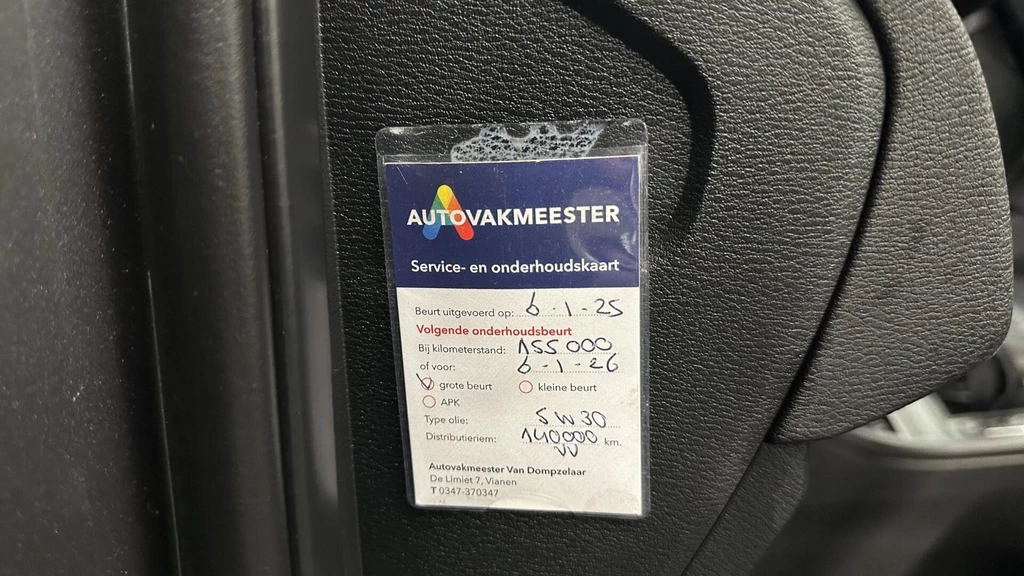 AUTOVAKMEESTER
Service- en onderhoudskaart
Beurt uitgevoerd op: 6-1-25
Volgende onderhoudsbeurt
Bij kilometerstand: 155000
of voor: 6-1-26
grote beurt kleine beurt
APK
Type olie: 5W30
Distributieriem: 140000 km.
VV
Autovakmeester Van Dompzelaar
De Limiet 7, Vianen
T 0347-370347